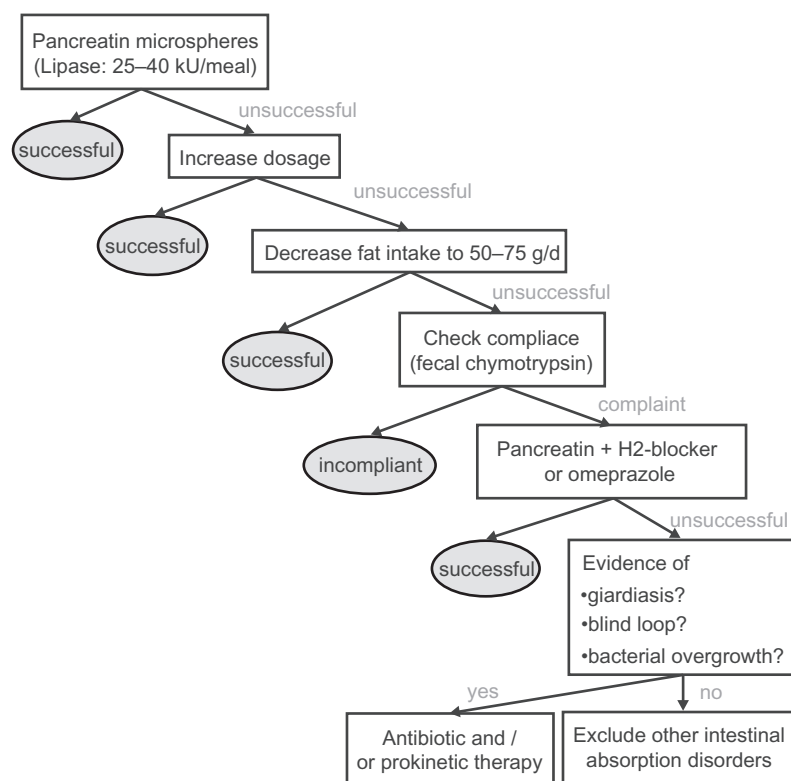 Pancreatin microspheres
(Lipase: 25–40 kU/meal)
unsuccessful
successful
Increase dosage
unsuccessful
successful
Decrease fat intake to 50–75 g/d
unsuccessful
successful
Check compliace
(fecal chymotrypsin)
complaint
incompliant
Pancreatin + H2-blocker
or omeprazole
unsuccessful
successful
Evidence of
•giardiasis?
•blind loop?
•bacterial overgrowth?
yes
no
Antibiotic and /
or prokinetic therapy
Exclude other intestinal
absorption disorders